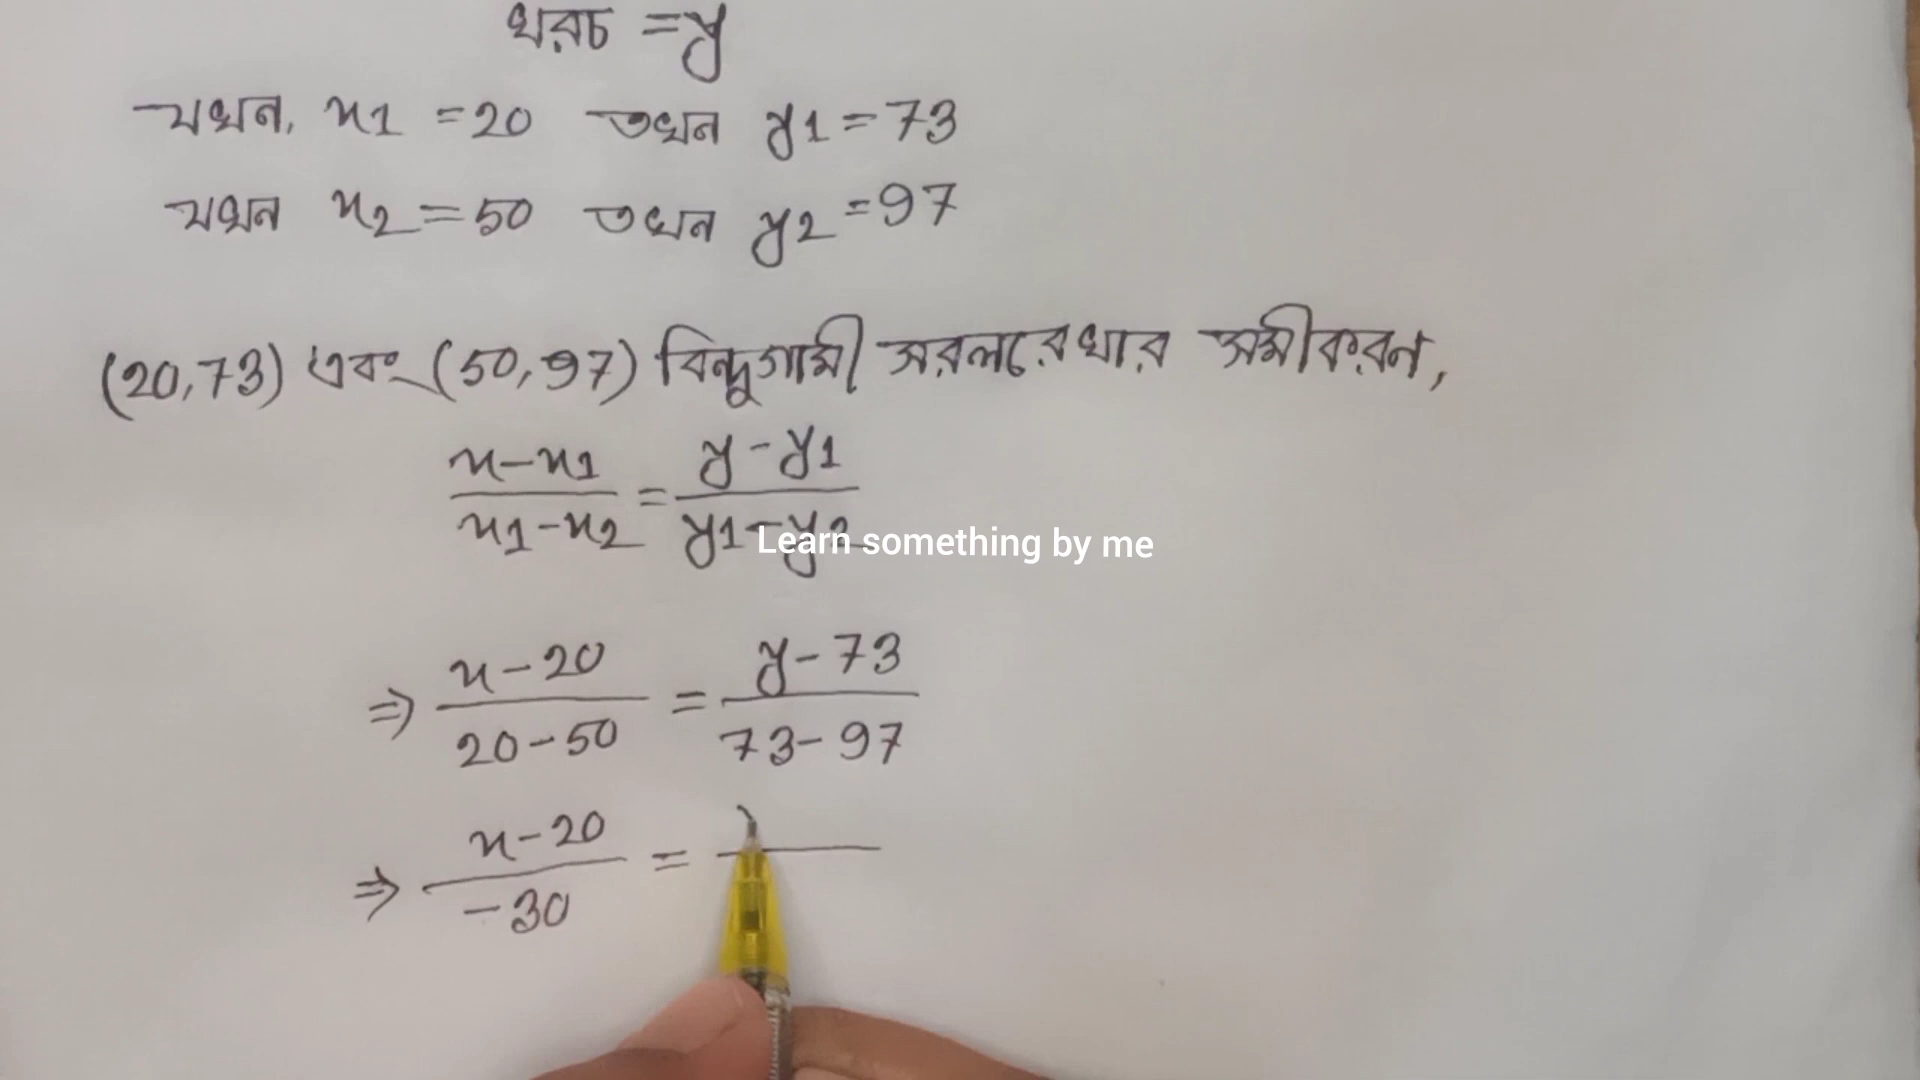 খরচ = y
যখন, x1 = 20 তখন y1 = 73
যখন x2 = 50 তখন y2 = 97
(20,73) এবং (50,97) বিন্দুগামী সরলরেখার সমীকরন,
x-x1/x1-x2 = y-y1/y1-y2
Learn something by me
⇒ x-20/20-50 = y-73/73-97
⇒ x-20/-30 =